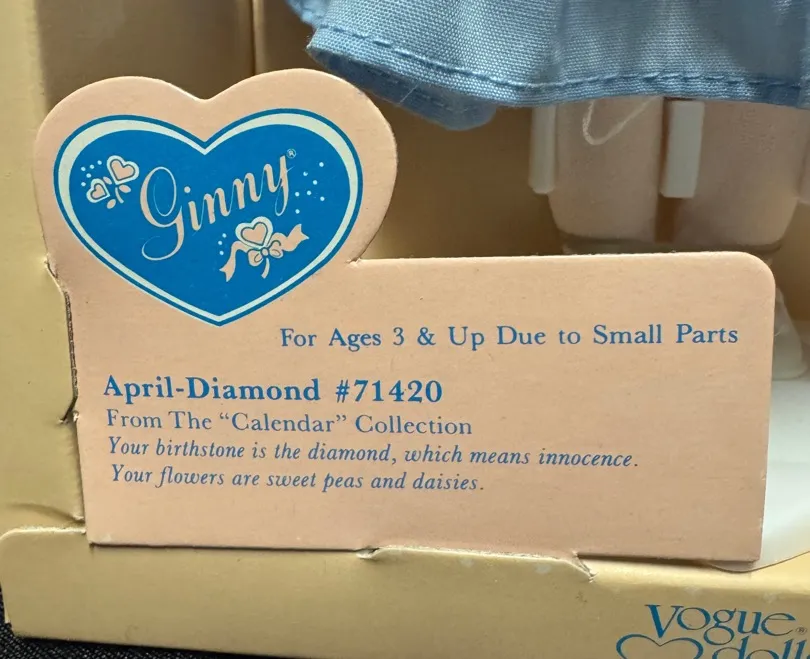 Ginny®
For Ages 3 & Up Due to Small Parts
April-Diamond #71420
From The "Calendar" Collection
Your birthstone is the diamond, which means innocence.
Your flowers are sweet peas and daisies.
Vogue®
doll